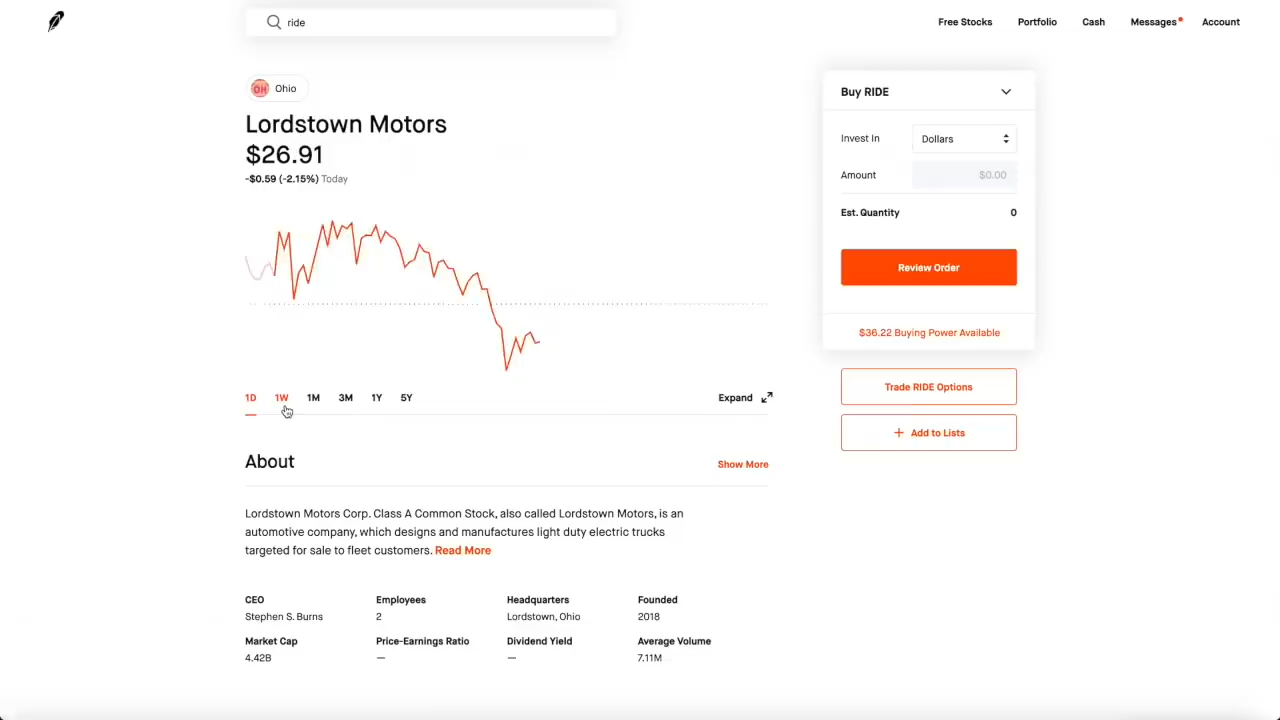 ride
Free Stocks Portfolio Cash Messages Account
OH Ohio
Lordstown Motors
$26.91
-$0.59 (-2.15%) Today
1D 1W 1M 3M 1Y 5Y Expand
About Show More
Lordstown Motors Corp. Class A Common Stock, also called Lordstown Motors, is an
automotive company, which designs and manufactures light duty electric trucks
targeted for sale to fleet customers. Read More
CEO Employees Headquarters Founded
Stephen S. Burns 2 Lordstown, Ohio 2018
Market Cap Price-Earnings Ratio Dividend Yield Average Volume
4.42B — — 7.11M
Buy RIDE
Invest In Dollars
Amount $0.00
Est. Quantity 0
Review Order
$36.22 Buying Power Available
Trade RIDE Options
+ Add to Lists